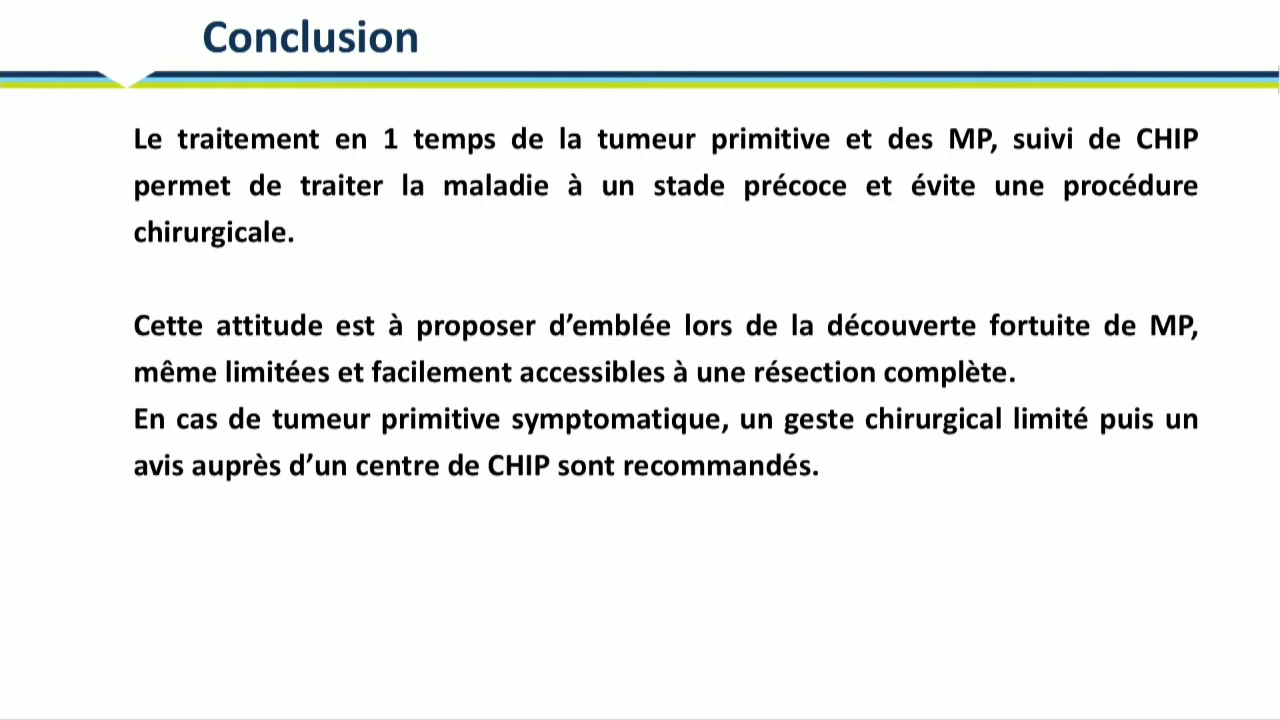 Conclusion
Le traitement en 1 temps de la tumeur primitive et des MP, suivi de CHIP
permet de traiter la maladie à un stade précoce et évite une procédure
chirurgicale.
Cette attitude est à proposer d’emblée lors de la découverte fortuite de MP,
même limitées et facilement accessibles à une résection complète.
En cas de tumeur primitive symptomatique, un geste chirurgical limité puis un
avis auprès d’un centre de CHIP sont recommandés.